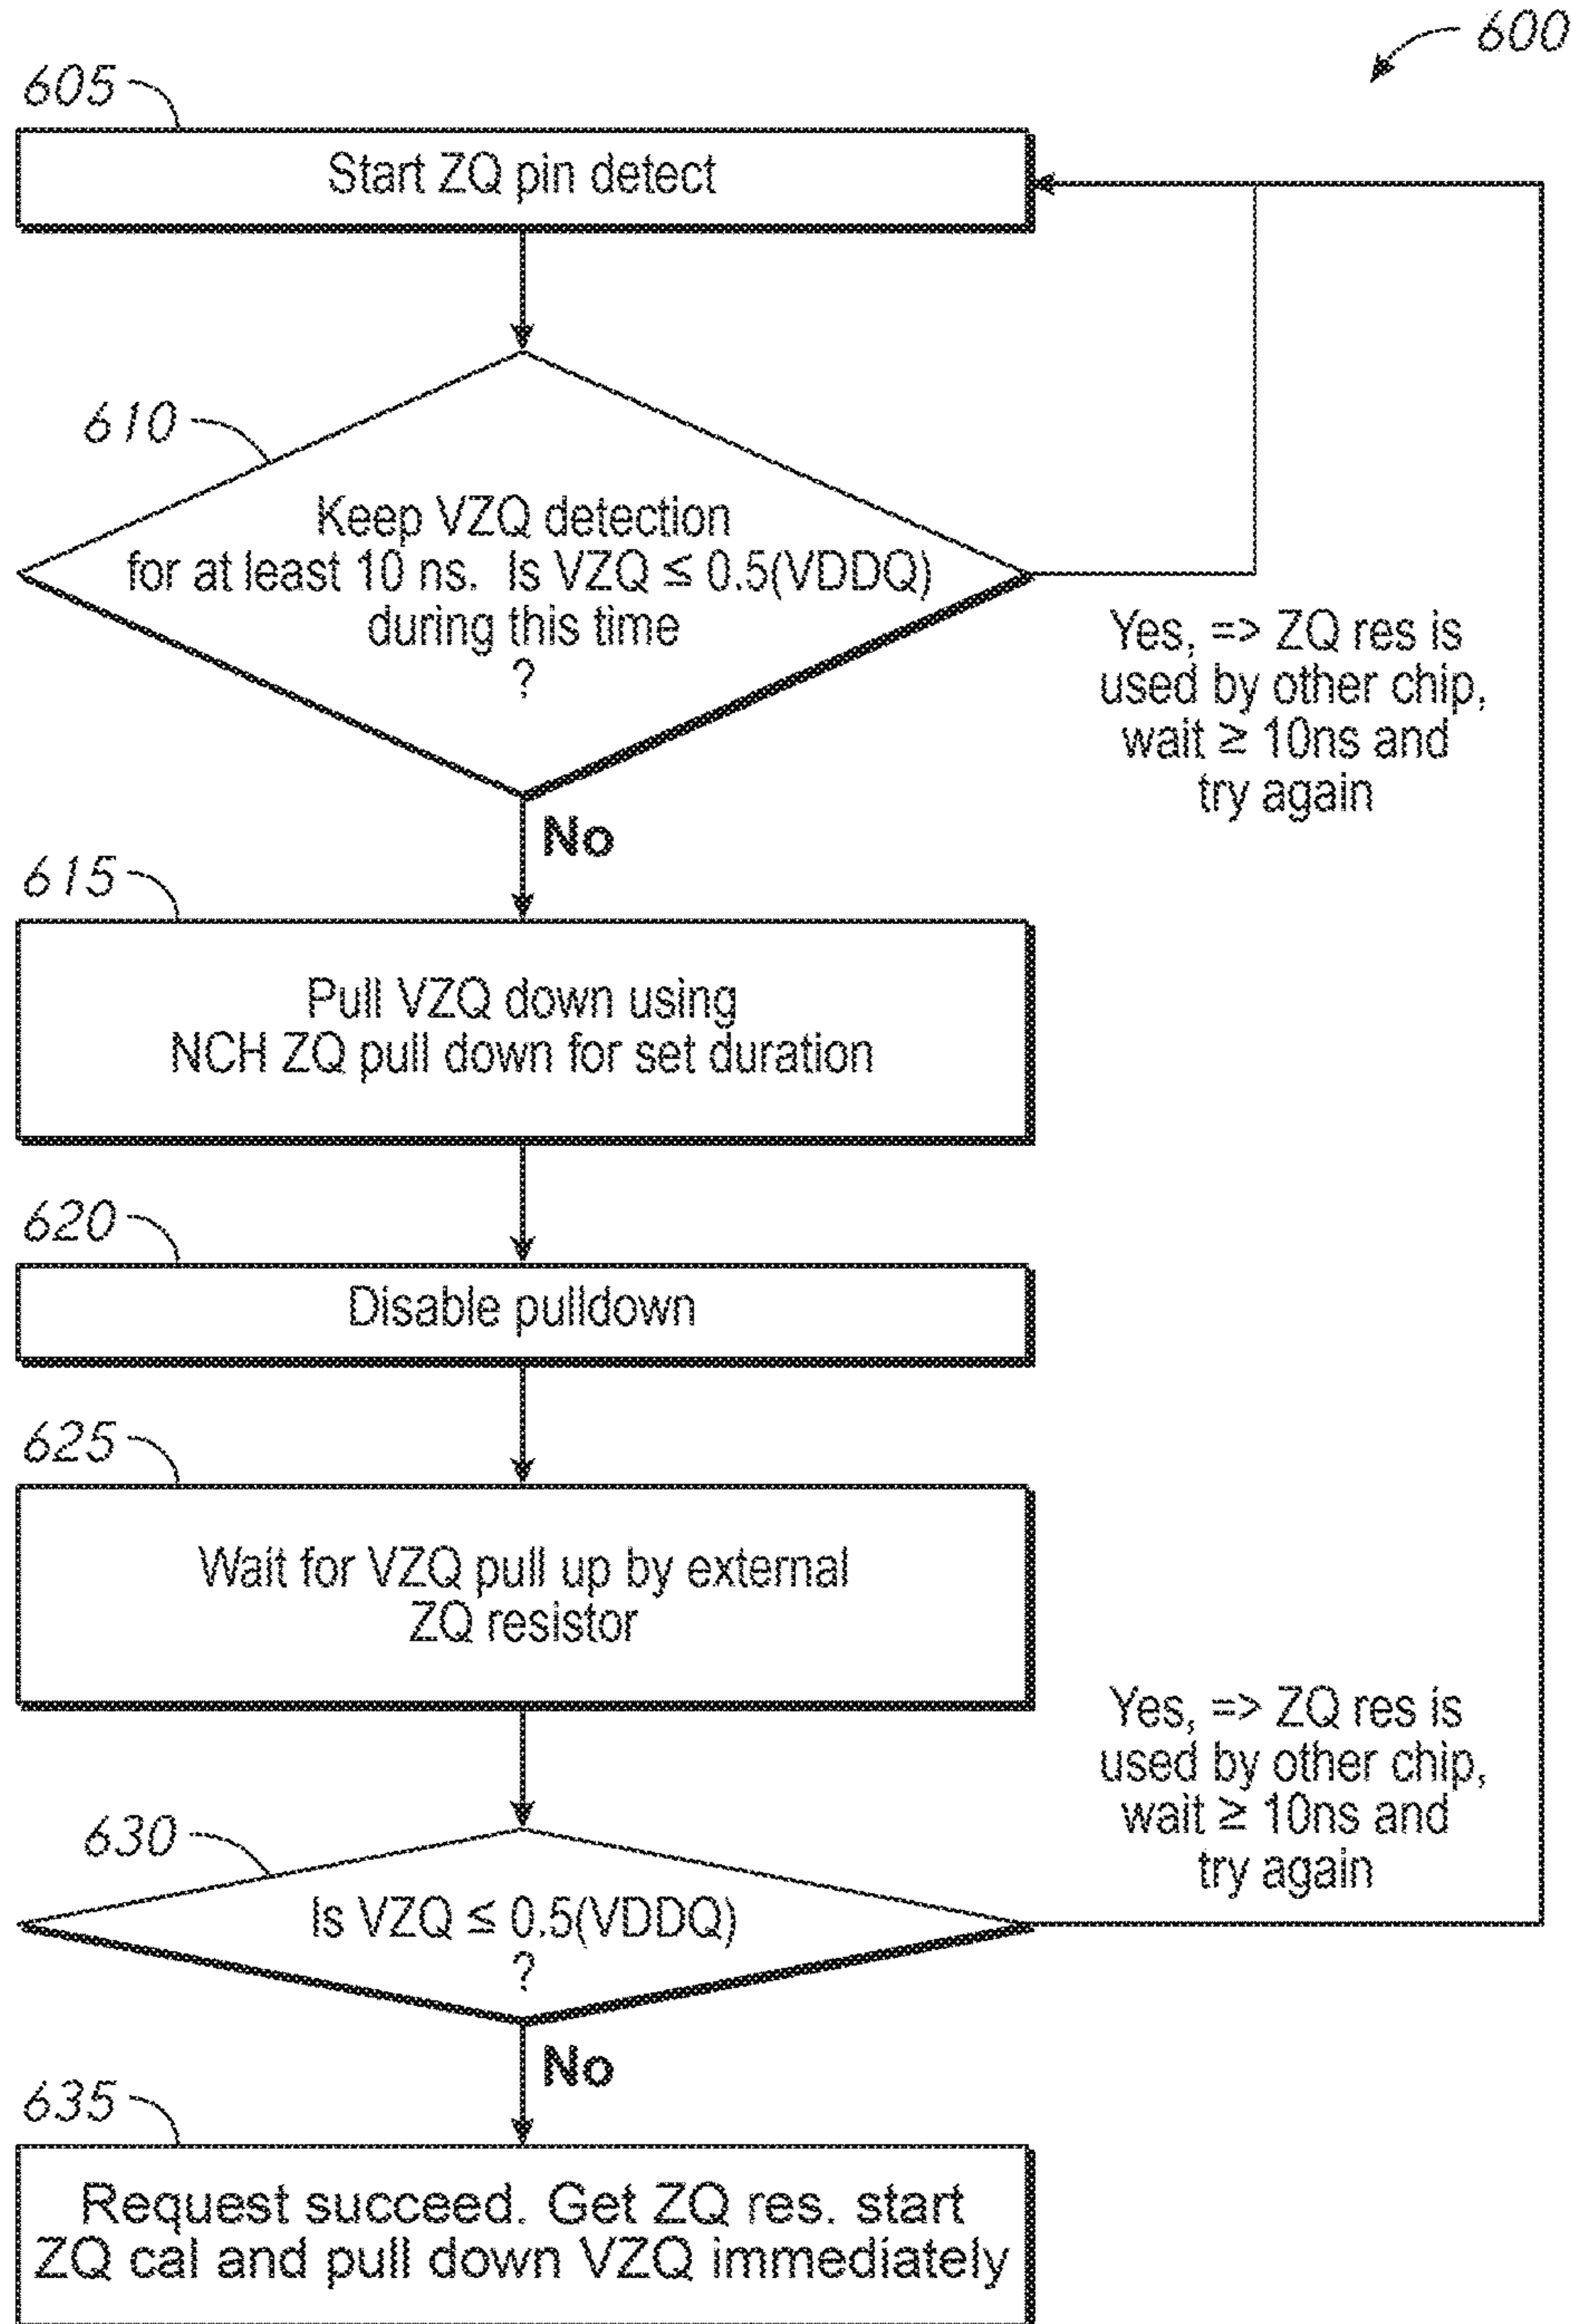 600
605
Start ZQ pin detect
610
Keep VZQ detection
for at least 10 ns. Is VZQ ≤ 0.5(VDDQ)
during this time
?
Yes, => ZQ res is
used by other chip,
wait ≥ 10ns and
try again
No
615
Pull VZQ down using
NCH ZQ pull down for set duration
620
Disable pulldown
625
Wait for VZQ pull up by external
ZQ resistor
Yes, => ZQ res is
used by other chip,
wait ≥ 10ns and
try again
630
Is VZQ ≤ 0.5(VDDQ)
?
No
635
Request succeed. Get ZQ res. start
ZQ cal and pull down VZQ immediately